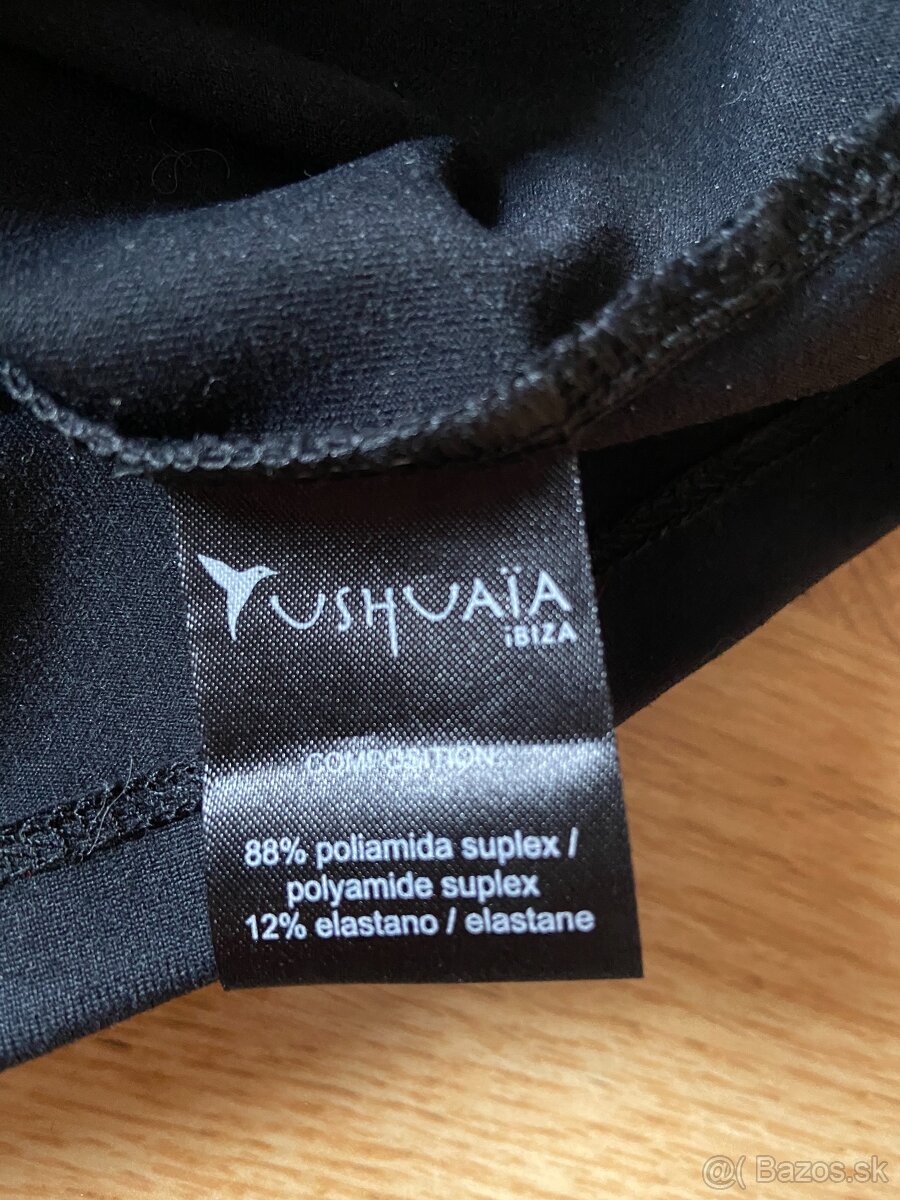 USHUAÏA
iBIZA
COMPOSITION:
88% poliamida suplex /
polyamide suplex
12% elastano / elastane
@( Bazos.sk